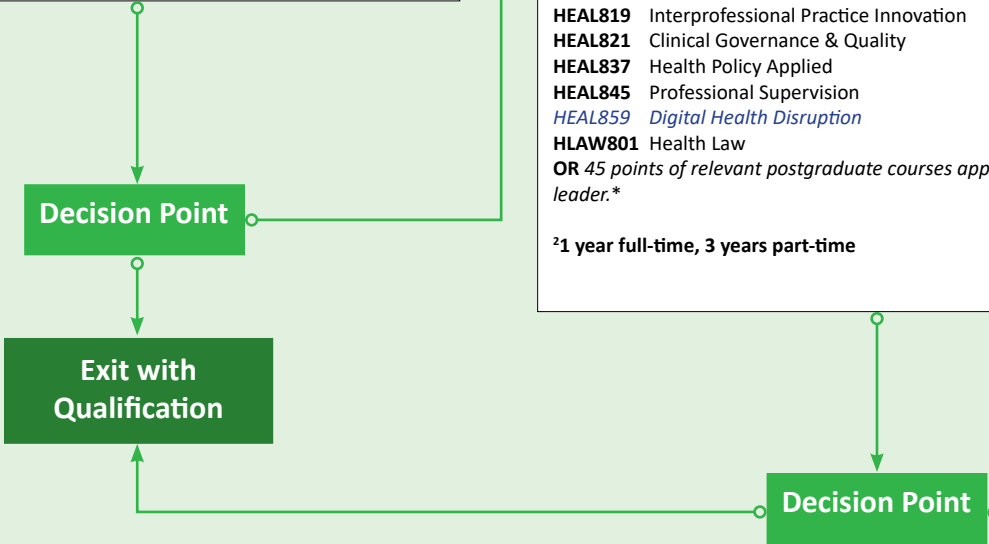 HEAL819 Interprofessional Practice Innovation
HEAL821 Clinical Governance & Quality
HEAL837 Health Policy Applied
HEAL845 Professional Supervision
HEAL859 Digital Health Disruption
HLAW801 Health Law
OR 45 points of relevant postgraduate courses app
leader.*
²1 year full-time, 3 years part-time
Decision Point
Exit with
Qualification
Decision Point